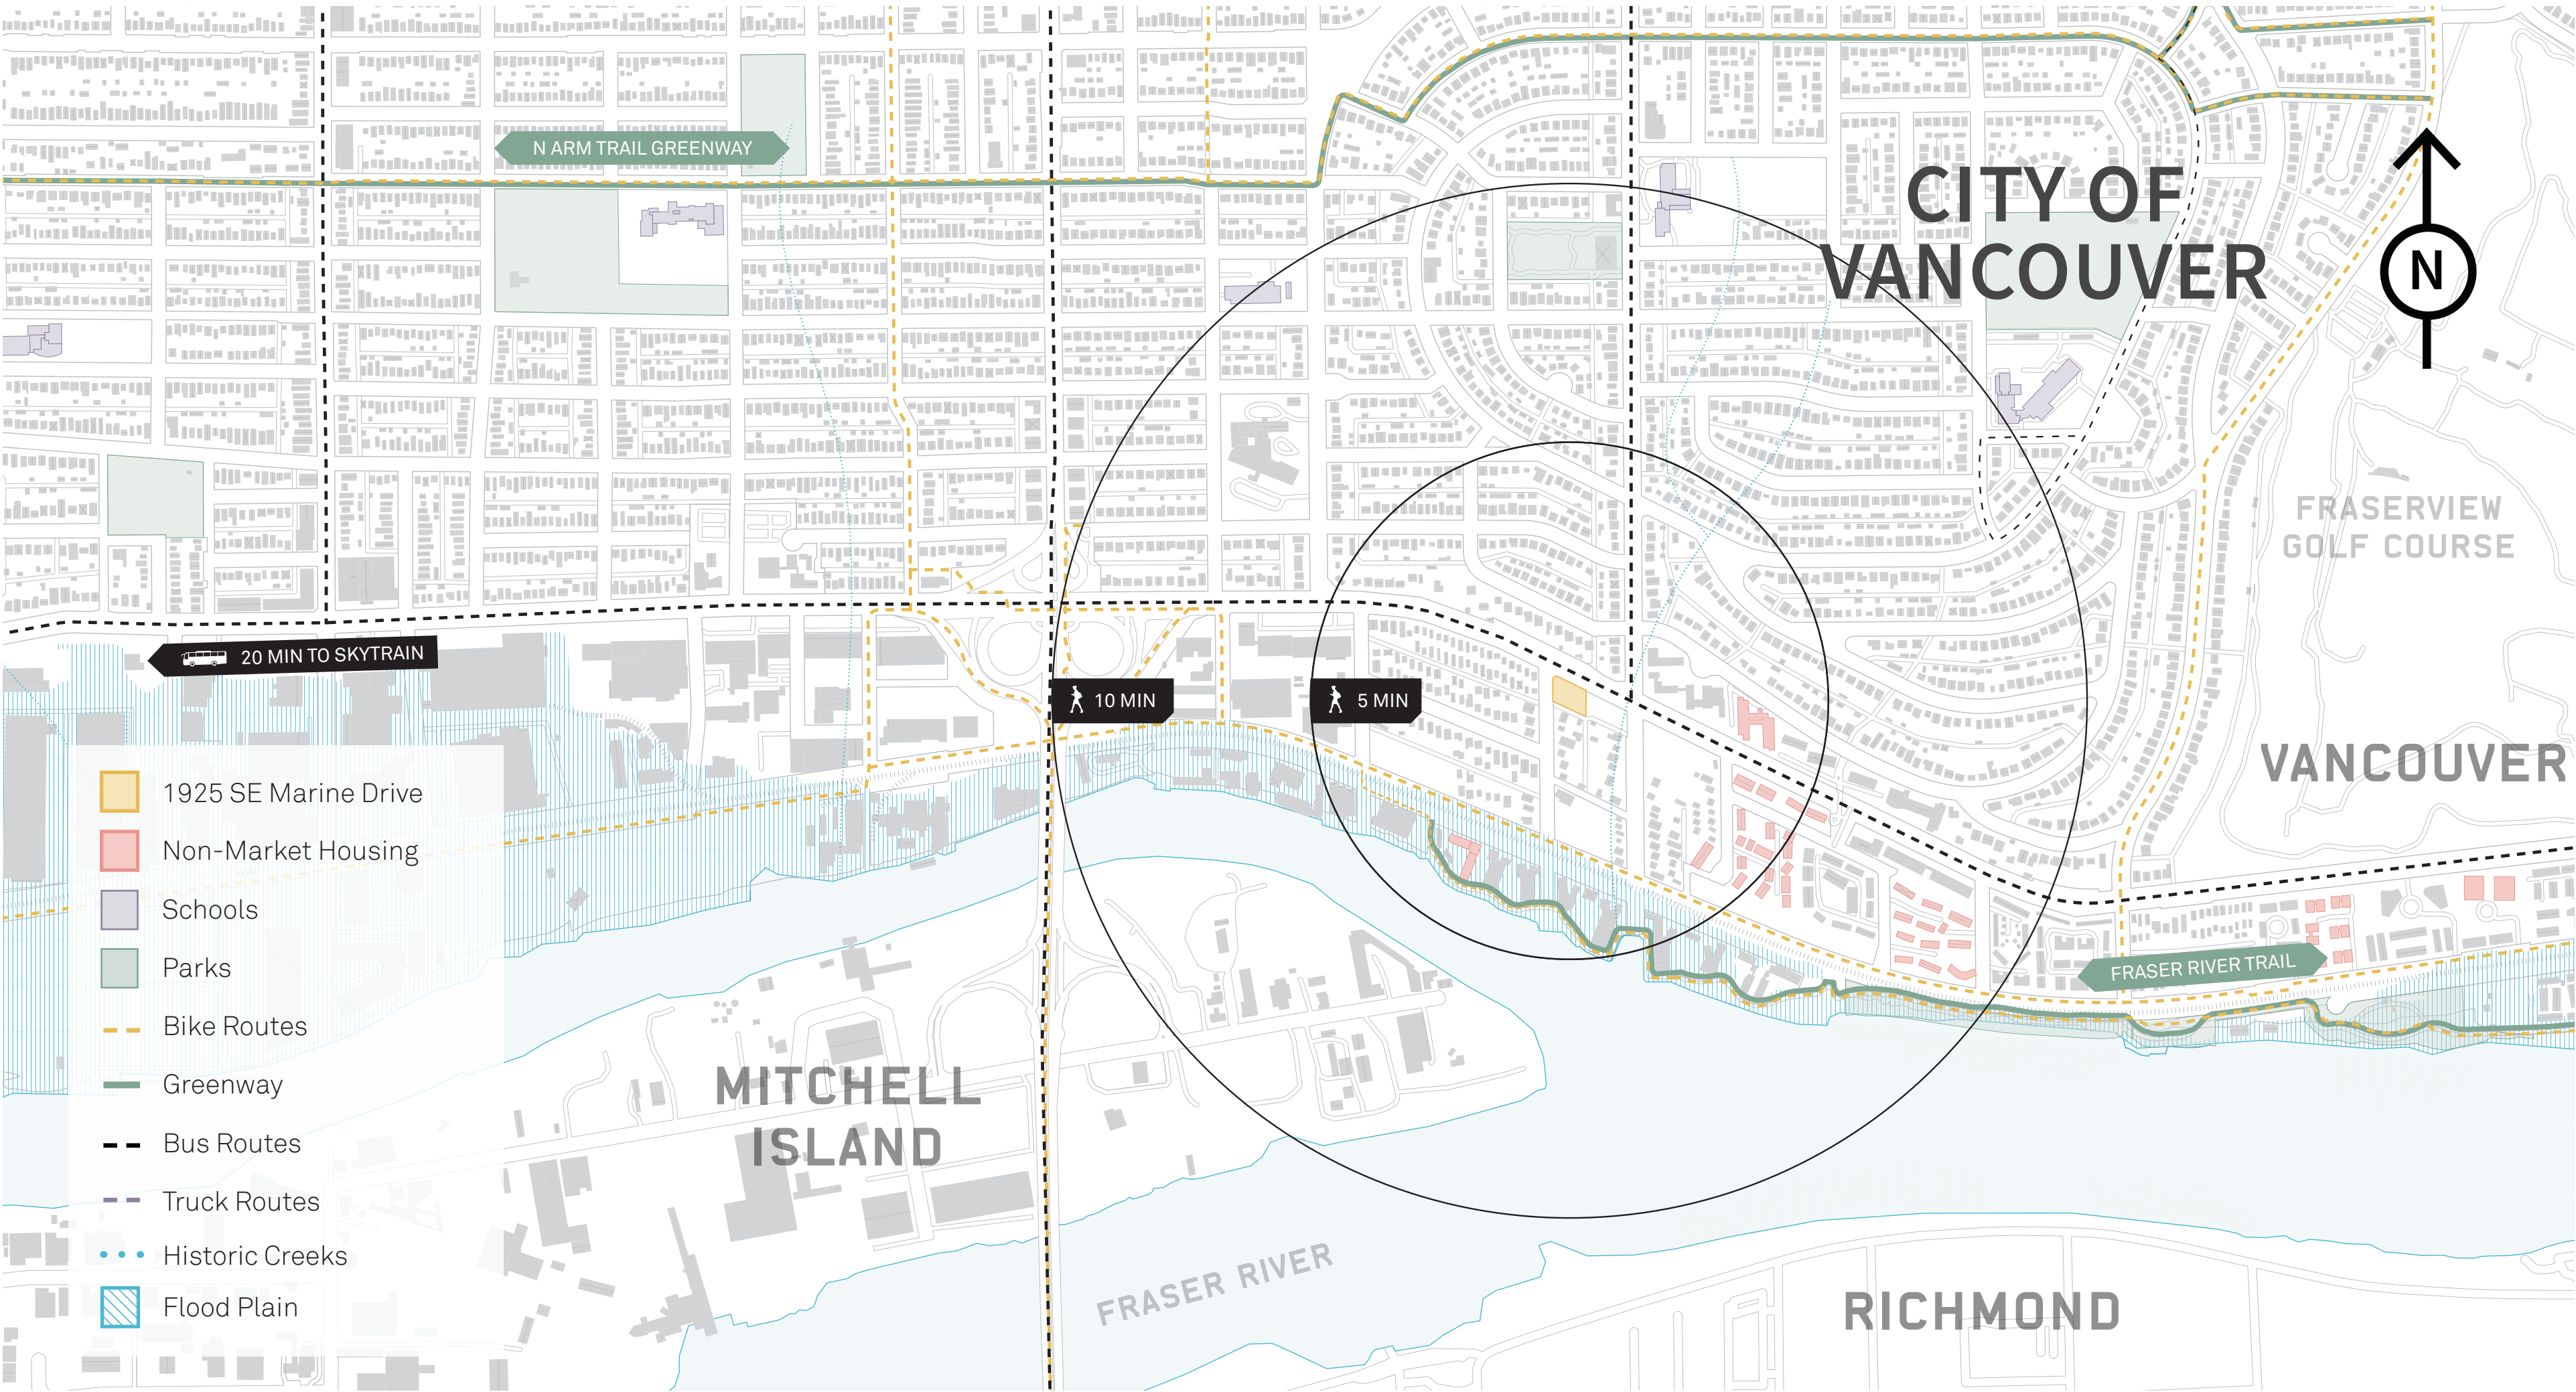 N ARM TRAIL GREENWAY
CITY OF
VANCOUVER
N
FRASERVIEW
GOLF COURSE
20 MIN TO SKYTRAIN
10 MIN
5 MIN
VANCOUVER
1925 SE Marine Drive
Non-Market Housing
Schools
Parks
Bike Routes
Greenway
Bus Routes
Truck Routes
Historic Creeks
Flood Plain
FRASER RIVER TRAIL
MITCHELL
ISLAND
FRASER RIVER
RICHMOND